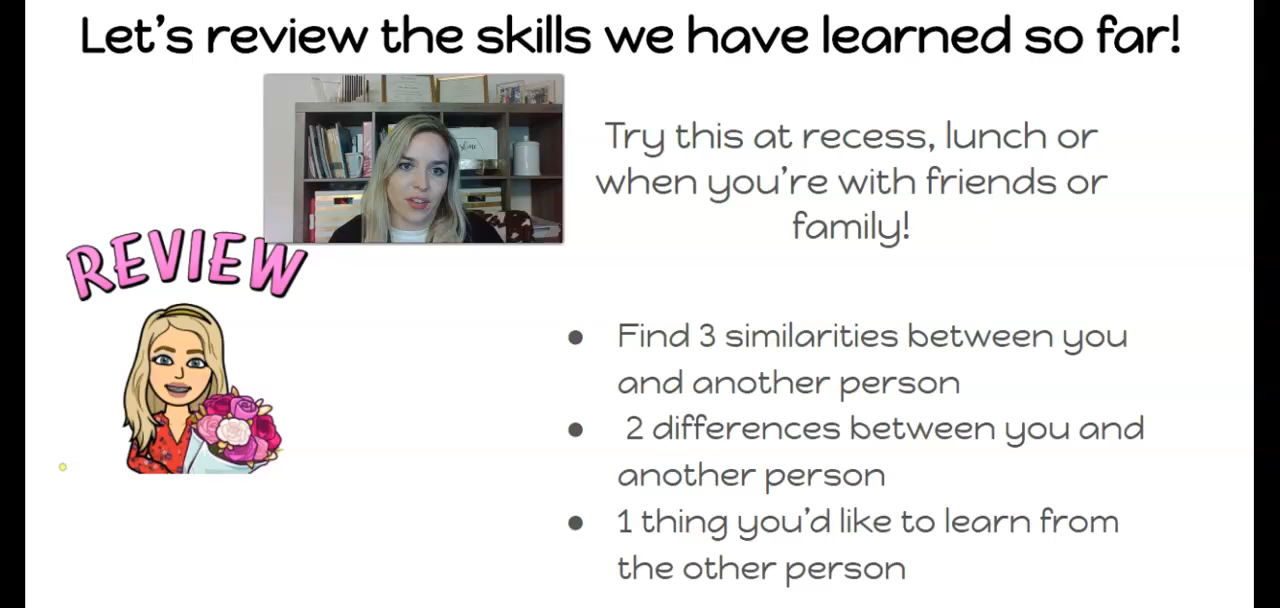 Let's review the skills we have learned so far!
Try this at recess, lunch or
when you're with friends or
family!
REVIEW
● Find 3 similarities between you
and another person
● 2 differences between you and
another person
● 1 thing you'd like to learn from
the other person